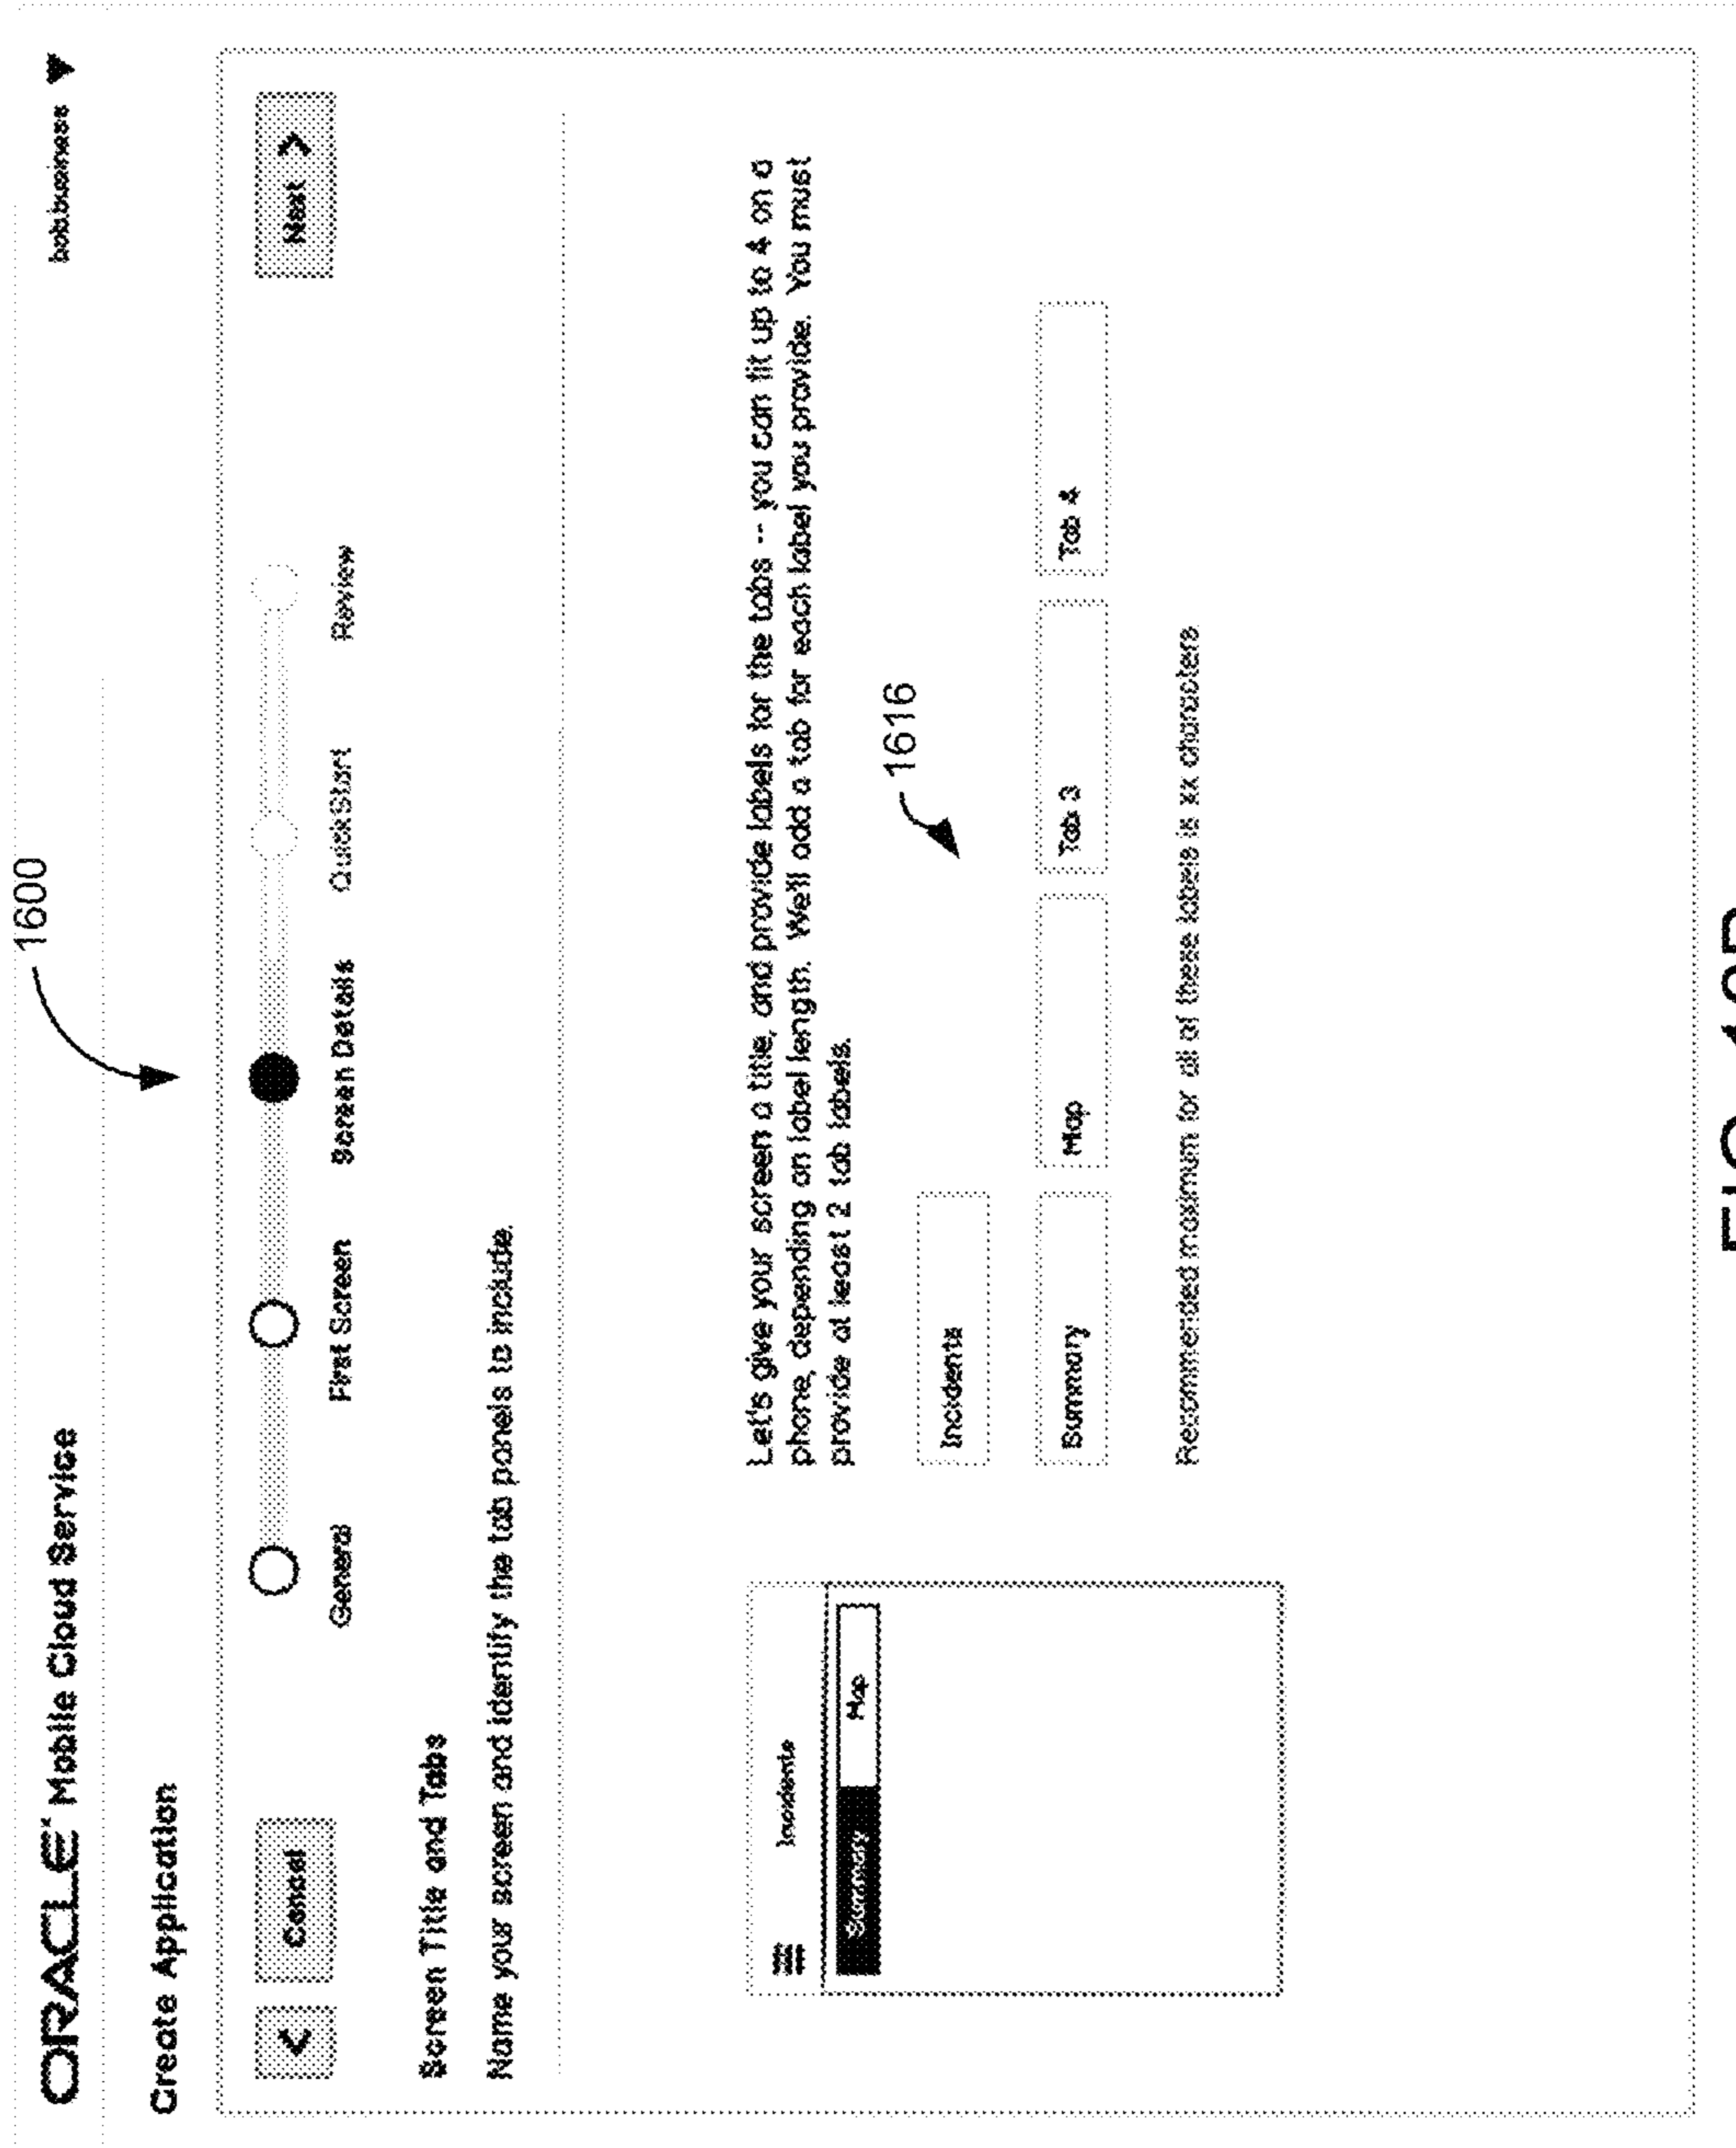 1600
ORACLE Mobile Cloud Service
bobbusiness
Create Application
< Cancel
Next >
General
First Screen
Screen Details
QuickStart
Review
Screen Title and Tabs
Name your screen and identify the tab panels to include.
Incidents
Summary
Map
Let's give your screen a title, and provide labels for the tabs -- you can fit up to 4 on a
phone, depending on label length. We'll add a tab for each label you provide. You must
provide at least 2 tab labels.
1616
Incidents
Summary
Map
Tab 3
Tab 4
Recommended maximum for all of these labels is xx characters